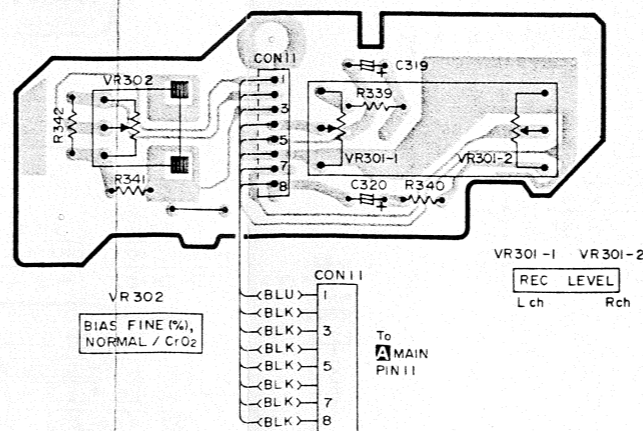 CON11
C319
VR302
1
R339
R342
3
5
VR301-1
VR301-2
7
R341
8
C320
R340
VR301-1 VR301-2
REC LEVEL
L ch Rch
VR302
BIAS FINE (%),
NORMAL / CrO₂
CON11
BLU 1
BLK
BLK 3
BLK
BLK 5
BLK
BLK 7
BLK 8
To
A MAIN
PIN11